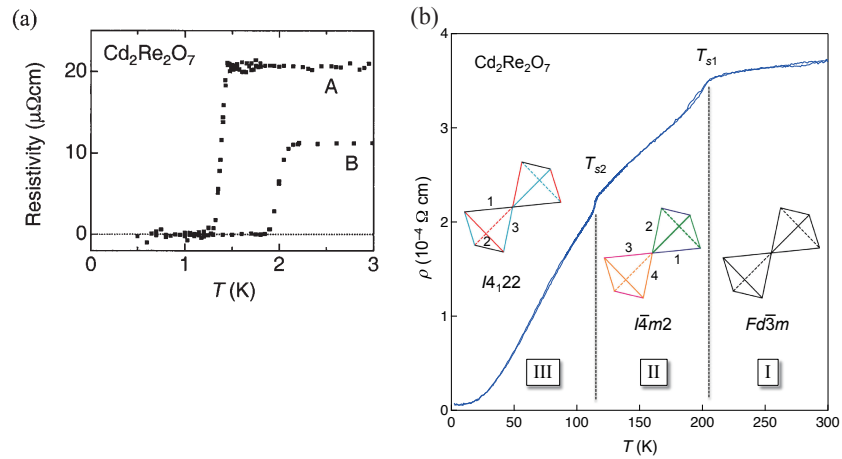 (a)
Cd₂Re₂O₇
Resistivity (μΩcm)
20
10
0
A
B
0
1
2
3
T (K)
(b)
Cd₂Re₂O₇
ρ (10⁻⁴ Ω cm)
4
3
2
1
0
Tₛ₁
Tₛ₂
1
2
3
I4₁22
2
3
1
4
I4̅m2
Fd3̅m
III
II
I
0
50
100
150
200
250
300
T (K)